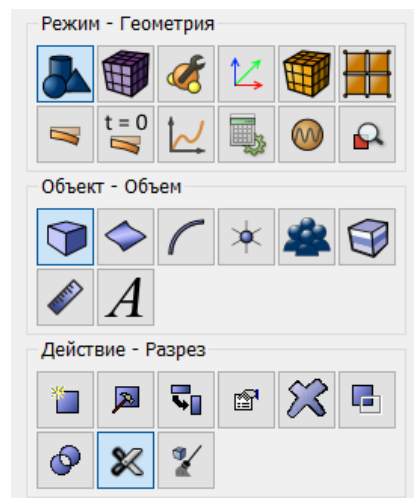 Режим - Геометрия
t = 0
Объект - Объем
A
Действие - Разрез